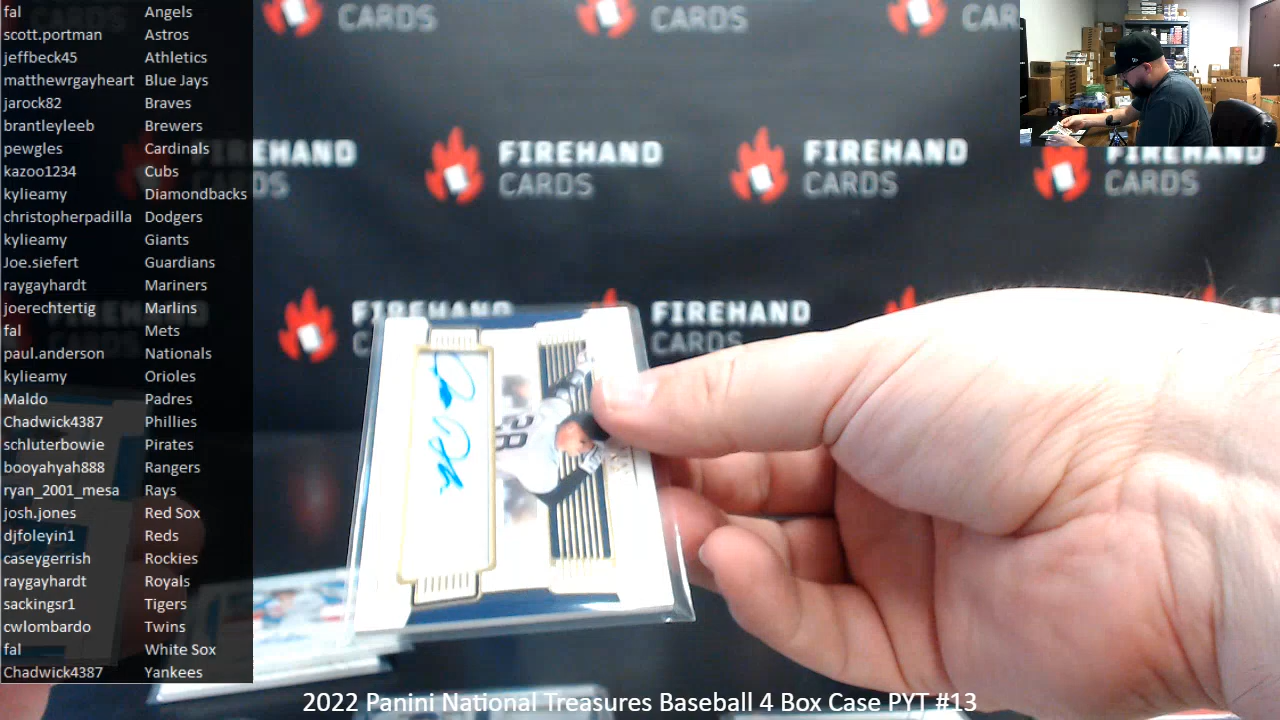 fal Angels
scott.portman Astros
jeffbeck45 Athletics
matthewrgayheart Blue Jays
jarock82 Braves
brantleyleeb Brewers
pewgles Cardinals
kazoo1234 Cubs
kylieamy Diamondbacks
christopherpadilla Dodgers
kylieamy Giants
Joe.siefert Guardians
raygayhardt Mariners
joerechtertig Marlins
fal Mets
paul.anderson Nationals
kylieamy Orioles
Maldo Padres
Chadwick4387 Phillies
schluterbowie Pirates
booyahyah888 Rangers
ryan_2001_mesa Rays
josh.jones Red Sox
djfoleyin1 Reds
caseygerrish Rockies
raygayhardt Royals
sackingsr1 Tigers
cwlombardo Twins
fal White Sox
Chadwick4387 Yankees
CARDS
CARDS
CAR
FIREHAND
CARDS
FIREHAND
CARDS
CARDS
FIREHAND
FIREHAND
CARDS
28
2022 Panini National Treasures Baseball 4 Box Case PYT #13